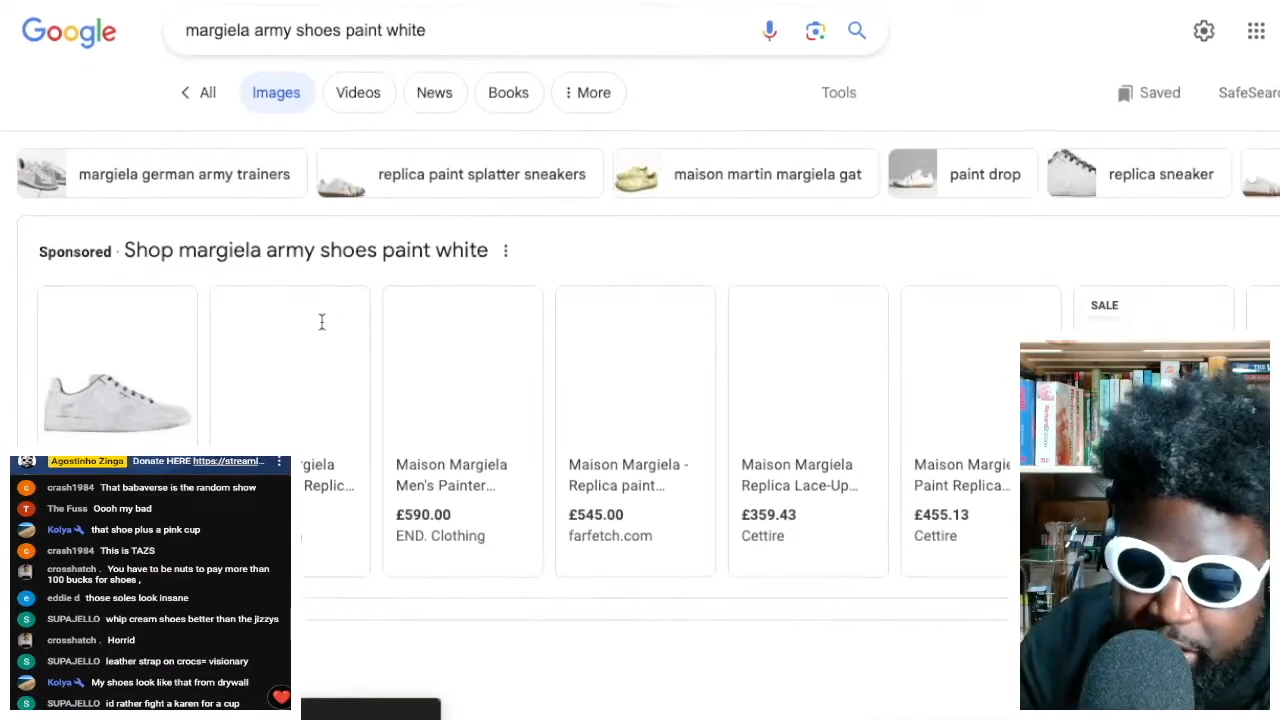 Google
margiela army shoes paint white
All
Images
Videos
News
Books
More
Tools
Saved
SafeSearc
margiela german army trainers
replica paint splatter sneakers
maison martin margiela gat
paint drop
replica sneaker
Sponsored · Shop margiela army shoes paint white
SALE
rgiela
Replic...
Maison Margiela
Men's Painter...
£590.00
END. Clothing
Maison Margiela -
Replica paint...
£545.00
farfetch.com
Maison Margiela
Replica Lace-Up...
£359.43
Cettire
Maison Margie
Paint Replica...
£455.13
Cettire
Agostinho Zinga Donate HERE https://streaml...
crash1984 That babaverse is the random show
The Fuss Oooh my bad
Kolya that shoe plus a pink cup
crash1984 This is TAZS
crosshatch . You have to be nuts to pay more than
100 bucks for shoes ,
eddie d those soles look insane
SUPAJELLO whip cream shoes better than the jizzys
crosshatch . Horrid
SUPAJELLO leather strap on crocs= visionary
Kolya My shoes look like that from drywall
SUPAJELLO id rather fight a karen for a cup